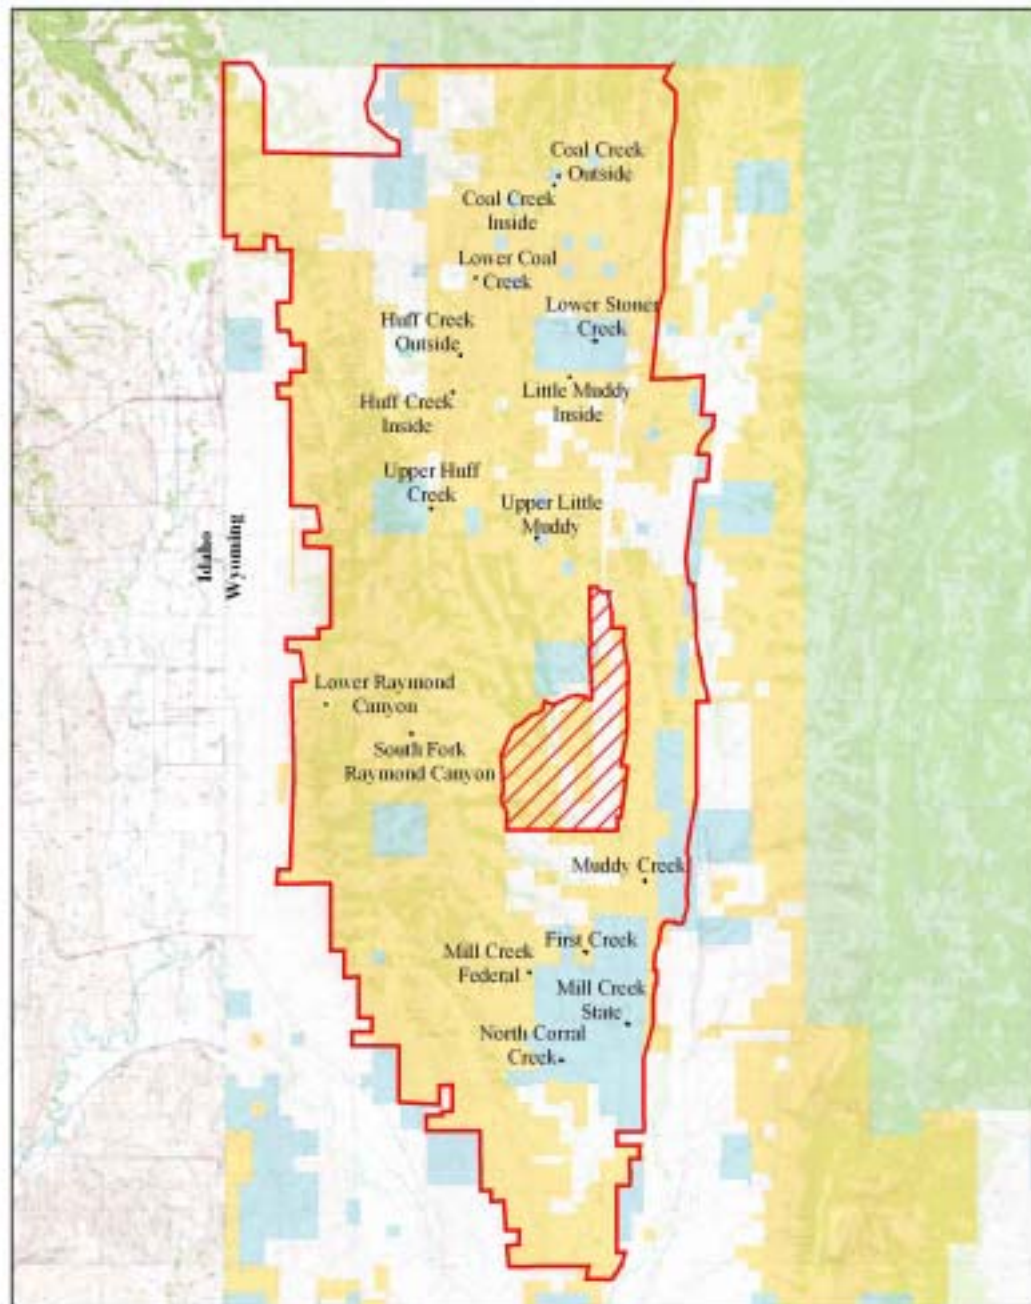 Coal Creek
Outside
Coal Creek
Inside
Lower Coal
Creek
Lower Stoner
Creek
Huff Creek
Outside
Huff Creek
Inside
Little Muddy
Inside
Upper Huff
Creek
Upper Little
Muddy
Idaho
Wyoming
Lower Raymond
Canyon
South Fork
Raymond Canyon
Muddy Creek
First Creek
Mill Creek
Federal
Mill Creek
State
North Corral
Creek